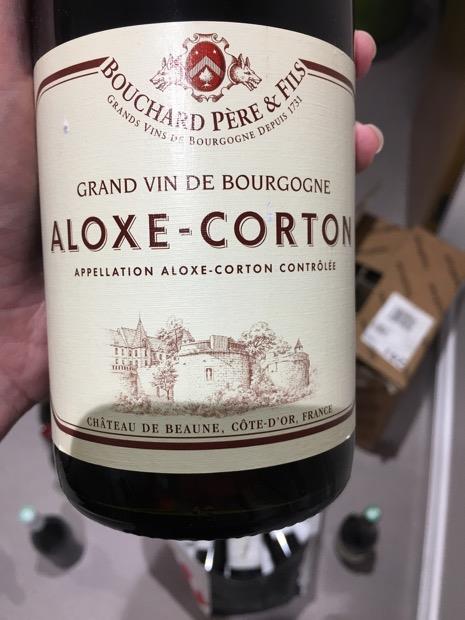 BOUCHARD PÈRE & FILS
GRANDS VINS DE BOURGOGNE DEPUIS 1731
GRAND VIN DE BOURGOGNE
ALOXE-CORTON
APPELLATION ALOXE-CORTON CONTRÔLÉE
CHÂTEAU DE BEAUNE, CÔTE-D'OR, FRANCE